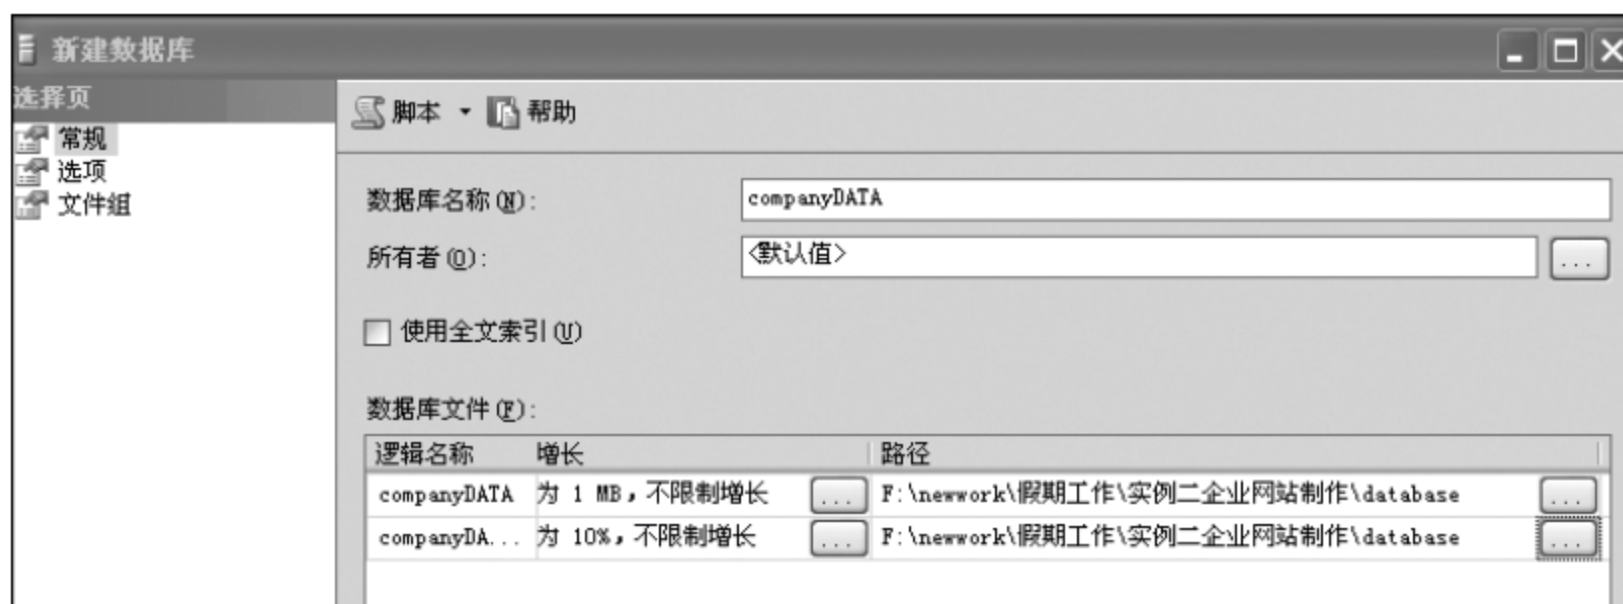 新建数据库
选择页
常规
选项
文件组
脚本 帮助
数据库名称(N):
companyDATA
所有者(O):
<默认值>
...
使用全文索引(U)
数据库文件(F):
逻辑名称 增长 路径
companyDATA 为 1 MB，不限制增长 ... F:\newwork\假期工作\实例二企业网站制作\database ...
companyDA... 为 10%，不限制增长 ... F:\newwork\假期工作\实例二企业网站制作\database ...